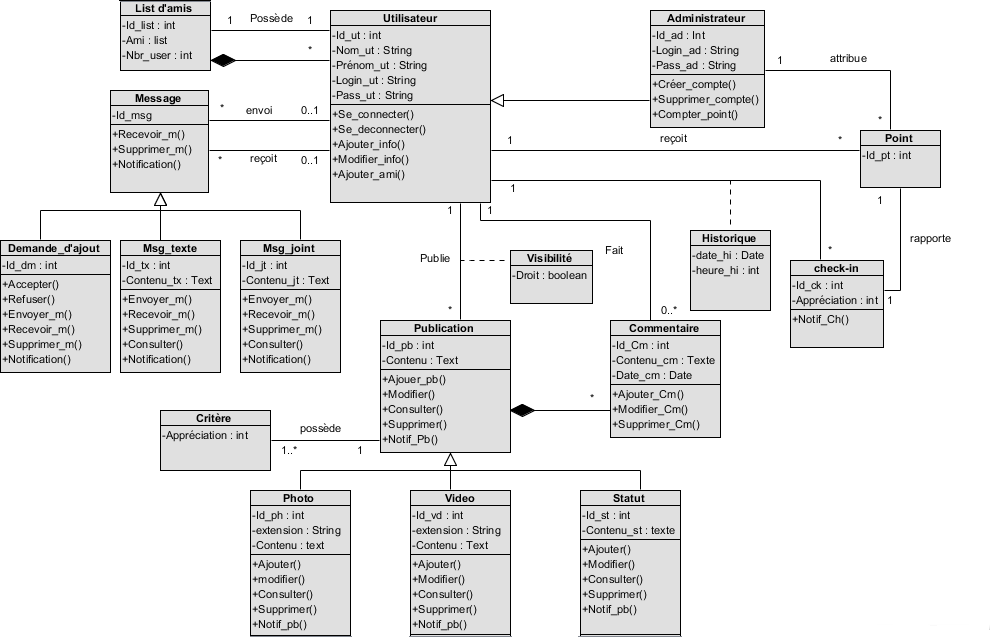 List d'amis
-Id_list : int
-Ami : list
-Nbr_user : int
1
Possède
1
*
Utilisateur
-Id_ut : int
-Nom_ut : String
-Prénom_ut : String
-Login_ut : String
-Pass_ut : String
+Se_connecter()
+Se_deconnecter()
+Ajouter_info()
+Modifier_info()
+Ajouter_ami()
Administrateur
-Id_ad : Int
-Login_ad : String
-Pass_ad : String
+Créer_compte()
+Supprimer_compte()
+Compter_point()
1
attribue
*
Message
-Id_msg
+Recevoir_m()
+Supprimer_m()
+Notification()
*
envoi
0..1
*
reçoit
0..1
1
reçoit
*
Point
-Id_pt : int
1
*
1
rapporte
1
Demande_d'ajout
-Id_dm : int
+Accepter()
+Refuser()
+Envoyer_m()
+Recevoir_m()
+Supprimer_m()
+Notification()
Msg_texte
-Id_tx : int
-Contenu_tx : Text
+Envoyer_m()
+Recevoir_m()
+Supprimer_m()
+Consulter()
+Notification()
Msg_joint
-Id_jt : int
-Contenu_jt : Text
+Envoyer_m()
+Recevoir_m()
+Supprimer_m()
+Consulter()
+Notification()
1
Publie
*
1
Fait
0..*
Visibilité
-Droit : boolean
Historique
-date_hi : Date
-heure_hi : int
check-in
-Id_ck : int
-Appréciation : int
+Notif_Ch()
Publication
-Id_pb : int
-Contenu : Text
+Ajouer_pb()
+Modifier()
+Consulter()
+Supprimer()
+Notif_Pb()
Commentaire
-Id_Cm : int
-Contenu_cm : Texte
-Date_cm : Date
+Ajouter_Cm()
+Modifier_Cm()
+Supprimer_Cm()
*
Critère
-Appréciation : int
possède
1..*
1
Photo
-Id_ph : int
-extension : String
-Contenu : text
+Ajouter()
+modifier()
+Consulter()
+Supprimer()
+Notif_pb()
Video
-Id_vd : int
-extension : String
-Contenu : Text
+Ajouter()
+Modifier()
+Consulter()
+Supprimer()
+Notif_pb()
Statut
-Id_st : int
-Contenu_st : texte
+Ajouter()
+Modifier()
+Consulter()
+Supprimer()
+Notif_pb()